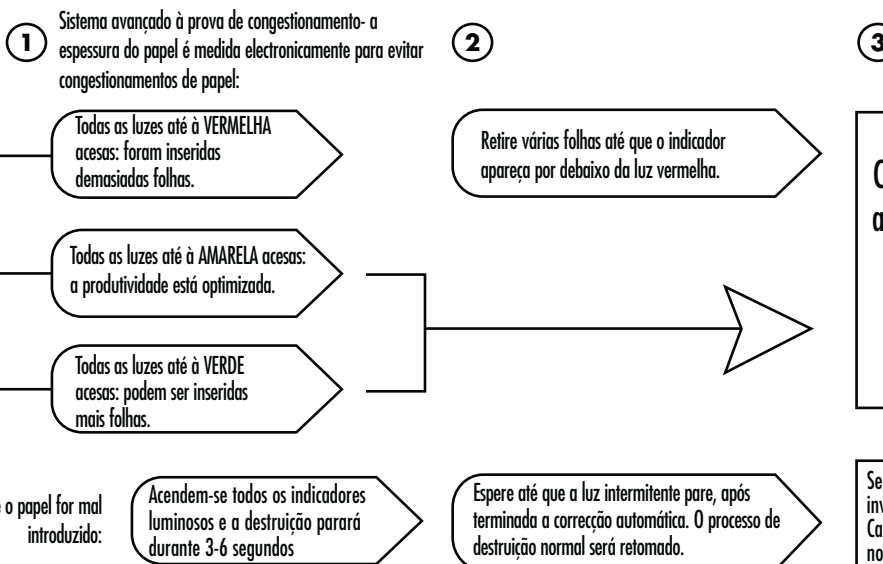 1
Sistema avançado à prova de congestionamento- a
espessura do papel é medida electronicamente para evitar
congestionamentos de papel:
2
3
Todas as luzes até à VERMELHA
acesas: foram inseridas
demasiadas folhas.
Retire várias folhas até que o indicador
apareça por debaixo da luz vermelha.
Todas as luzes até à AMARELA acesas:
a produtividade está optimizada.
Todas as luzes até à VERDE
acesas: podem ser inseridas
mais folhas.
o papel for mal
introduzido:
Acendem-se todos os indicadores
luminosos e a destruição parará
durante 3-6 segundos
Espere até que a luz intermitente pare, após
terminada a correcção automática. O processo de
destruição normal será retomado.
Se